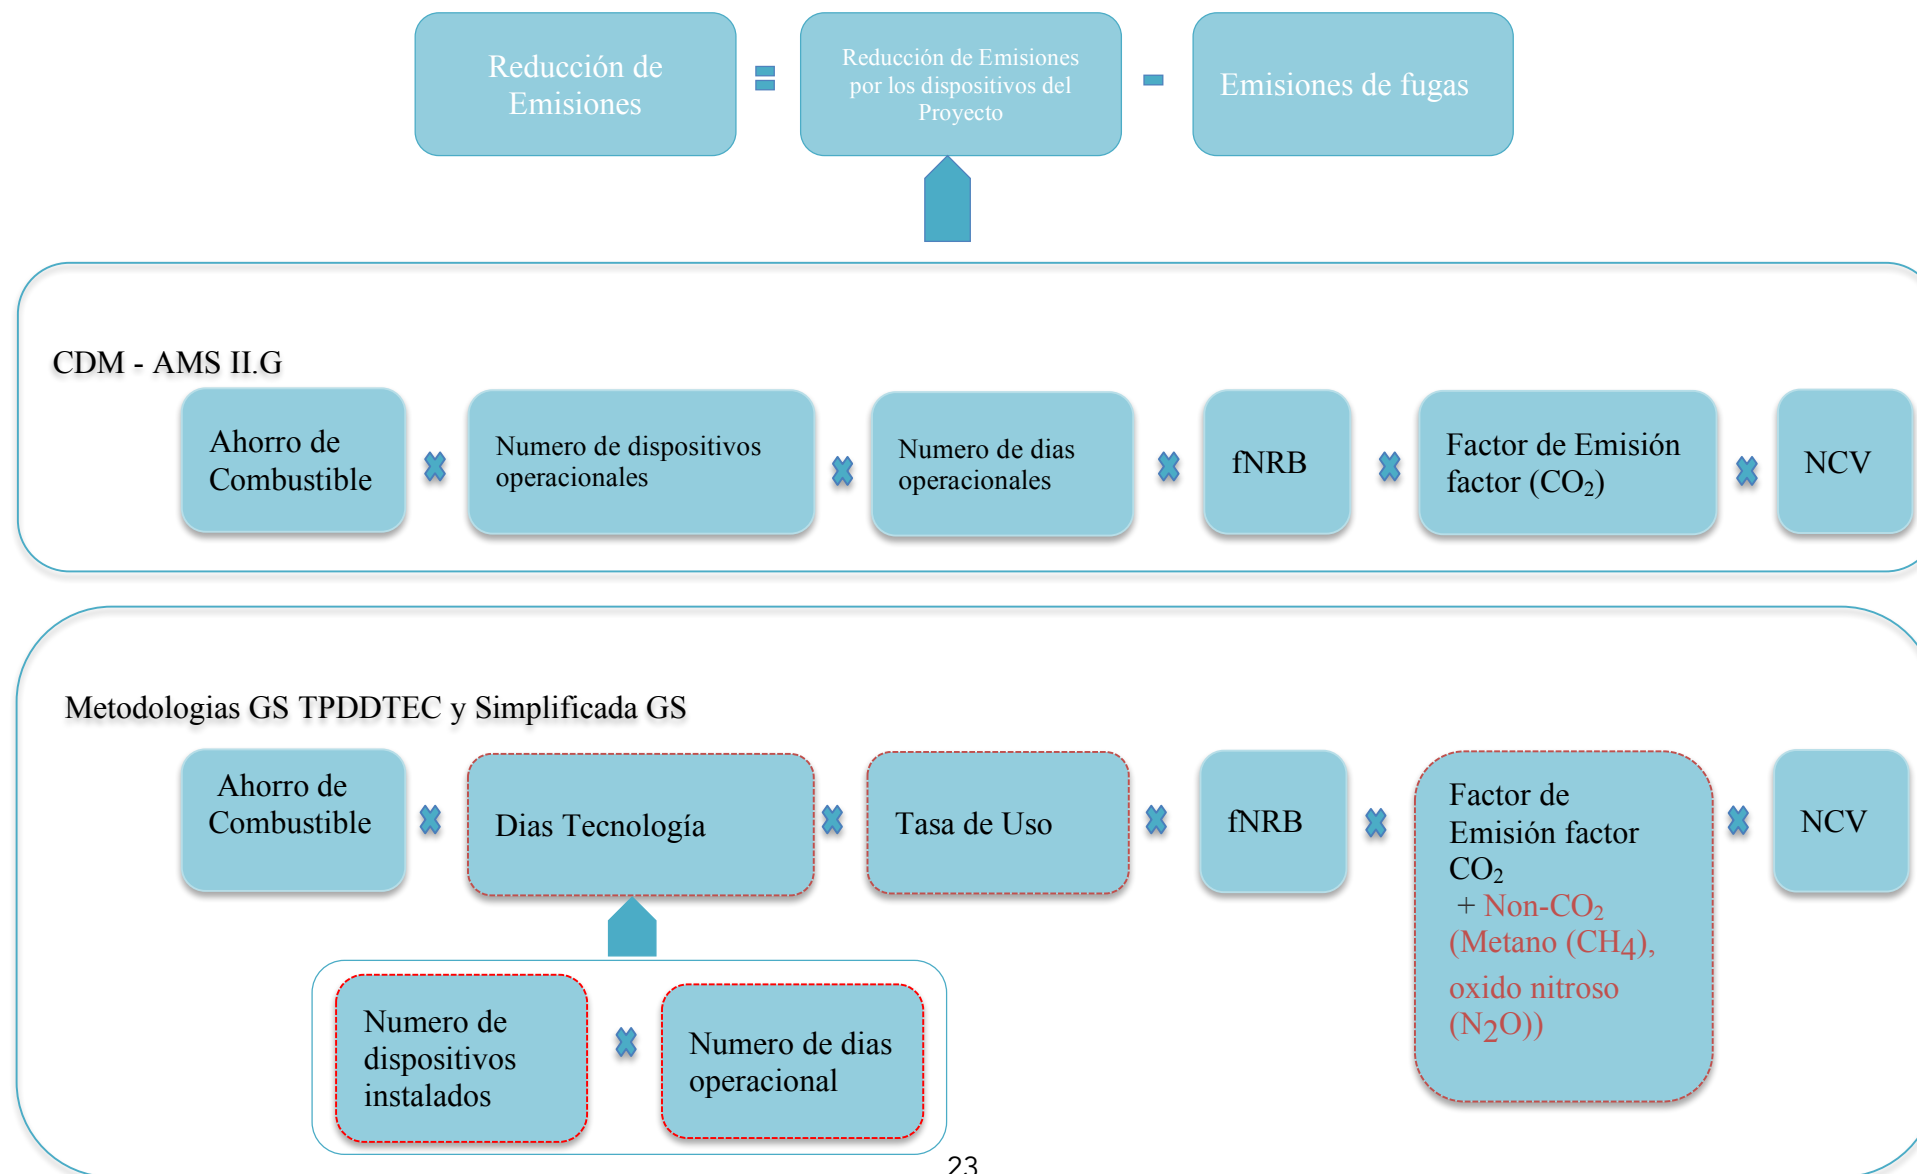 Reducción de
Emisiones
Reducción de Emisiones
por los dispositivos del
Proyecto
Emisiones de fugas
CDM - AMS II.G
Ahorro de
Combustible
Numero de dispositivos
operacionales
Numero de dias
operacionales
fNRB
Factor de Emisión
factor (CO₂)
NCV
Metodologias GS TPDDTEC y Simplificada GS
Ahorro de
Combustible
Dias Tecnología
Tasa de Uso
fNRB
Factor de
Emisión factor
CO₂
+ Non-CO₂
(Metano (CH4),
oxido nitroso
(N2O))
NCV
Numero de
dispositivos
instalados
Numero de dias
operacional
23